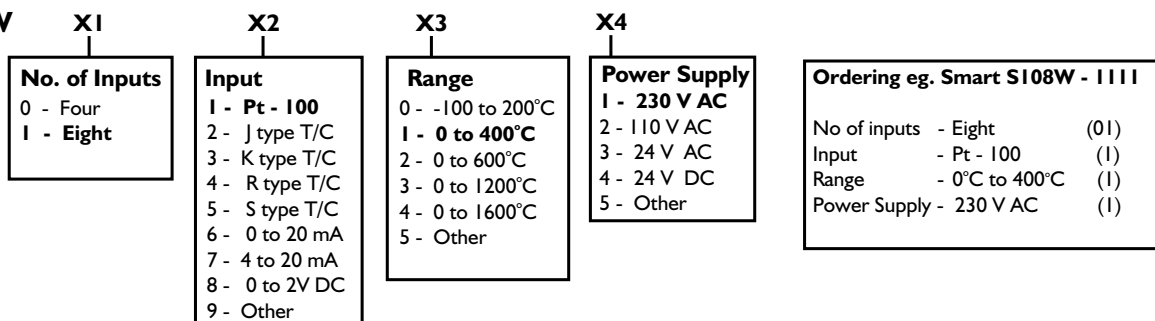 X1 X2 X3 X4
No. of Inputs
0 - Four
1 - Eight
Input
1 - Pt - 100
2 - J type T/C
3 - K type T/C
4 - R type T/C
5 - S type T/C
6 - 0 to 20 mA
7 - 4 to 20 mA
8 - 0 to 2V DC
9 - Other
Range
0 - -100 to 200°C
1 - 0 to 400°C
2 - 0 to 600°C
3 - 0 to 1200°C
4 - 0 to 1600°C
5 - Other
Power Supply
1 - 230 V AC
2 - 110 V AC
3 - 24 V AC
4 - 24 V DC
5 - Other
Ordering eg. Smart S108W - 1111
No of inputs - Eight (01)
Input - Pt - 100 (1)
Range - 0°C to 400°C (1)
Power Supply - 230 V AC (1)